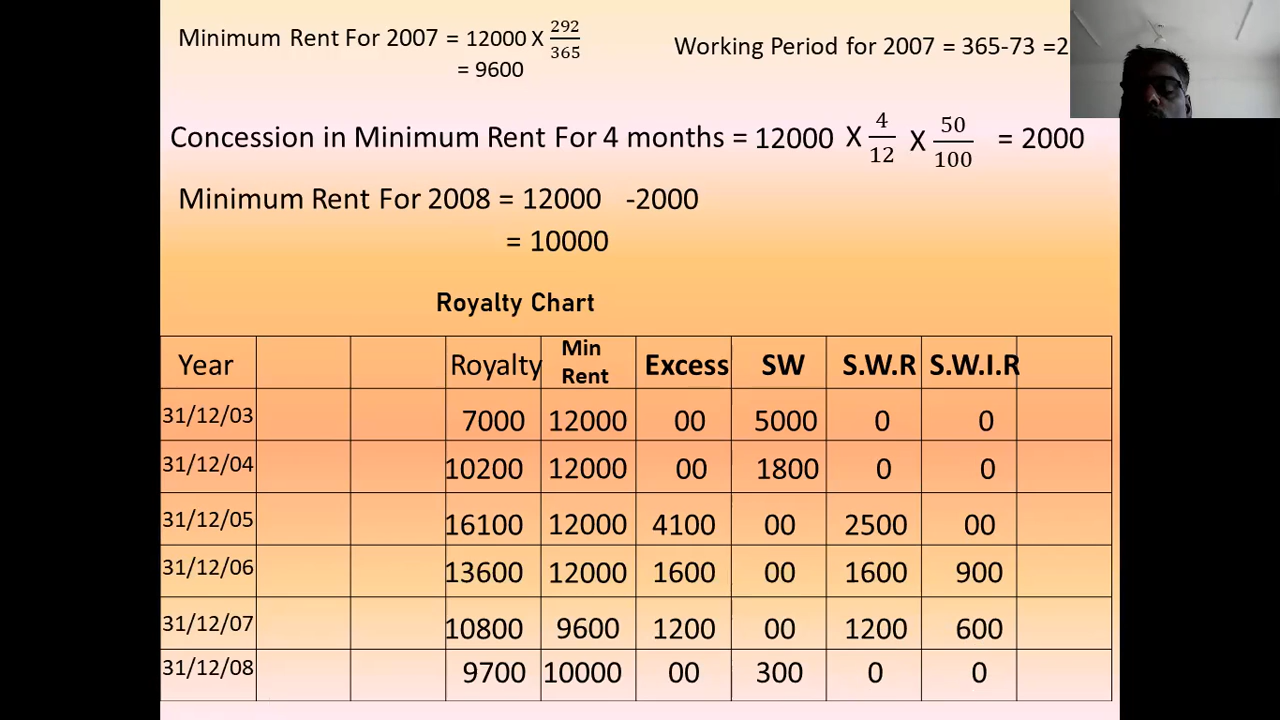 Minimum Rent For 2007 = 12000 X 292/365
= 9600
Working Period for 2007 = 365-73 =2
Concession in Minimum Rent For 4 months = 12000 X 4/12 X 50/100 = 2000
Minimum Rent For 2008 = 12000 -2000
= 10000
Royalty Chart
Year Royalty Min Rent Excess SW S.W.R S.W.I.R
31/12/03 7000 12000 00 5000 0 0
31/12/04 10200 12000 00 1800 0 0
31/12/05 16100 12000 4100 00 2500 00
31/12/06 13600 12000 1600 00 1600 900
31/12/07 10800 9600 1200 00 1200 600
31/12/08 9700 10000 00 300 0 0